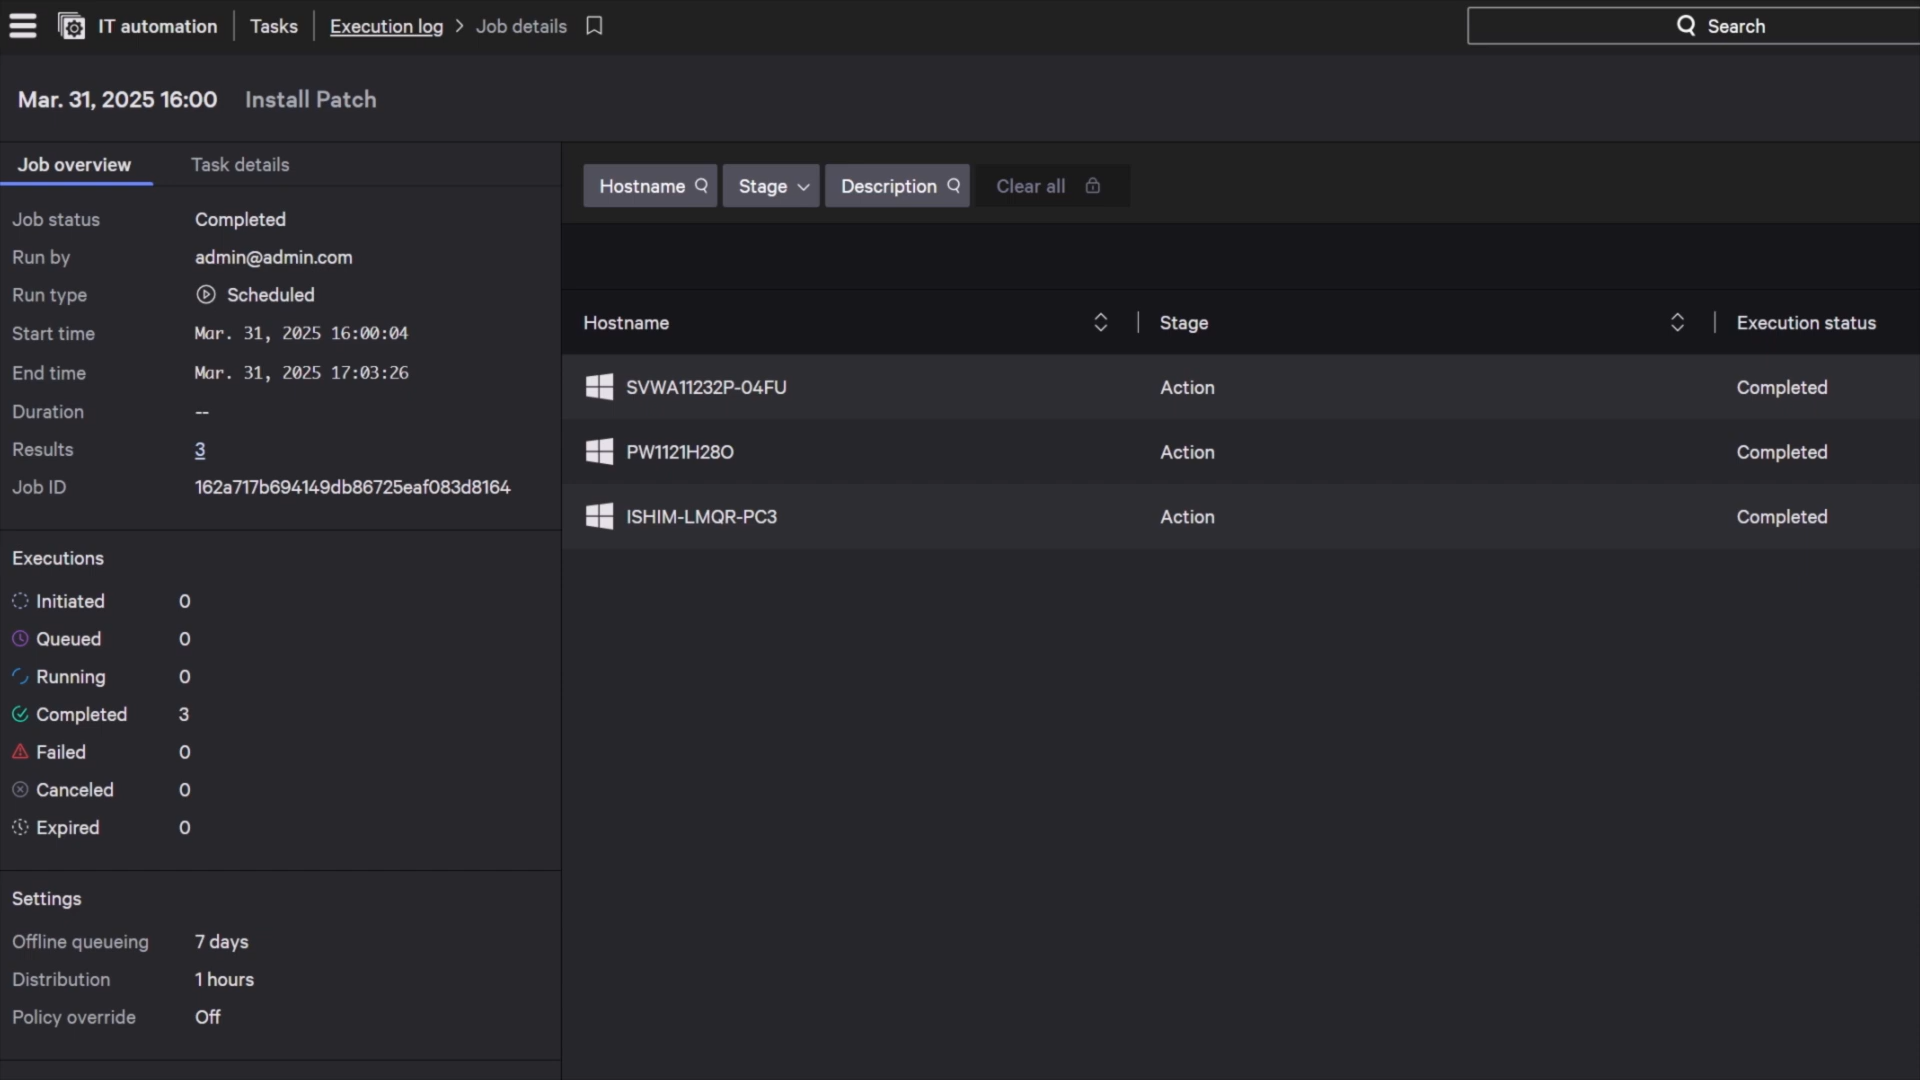 IT automation Tasks Execution log > Job details Search
Mar. 31, 2025 16:00 Install Patch
Job overview Task details
Job status Completed
Run by admin@admin.com
Run type Scheduled
Start time Mar. 31, 2025 16:00:04
End time Mar. 31, 2025 17:03:26
Duration --
Results 3
Job ID 162a717b694149db86725eaf083d8164
Executions
Initiated 0
Queued 0
Running 0
Completed 3
Failed 0
Canceled 0
Expired 0
Settings
Offline queueing 7 days
Distribution 1 hours
Policy override Off
Hostname Stage Description Clear all
Hostname Stage Execution status
SVWA11232P-04FU Action Completed
PW1121H28O Action Completed
ISHIM-LMQR-PC3 Action Completed